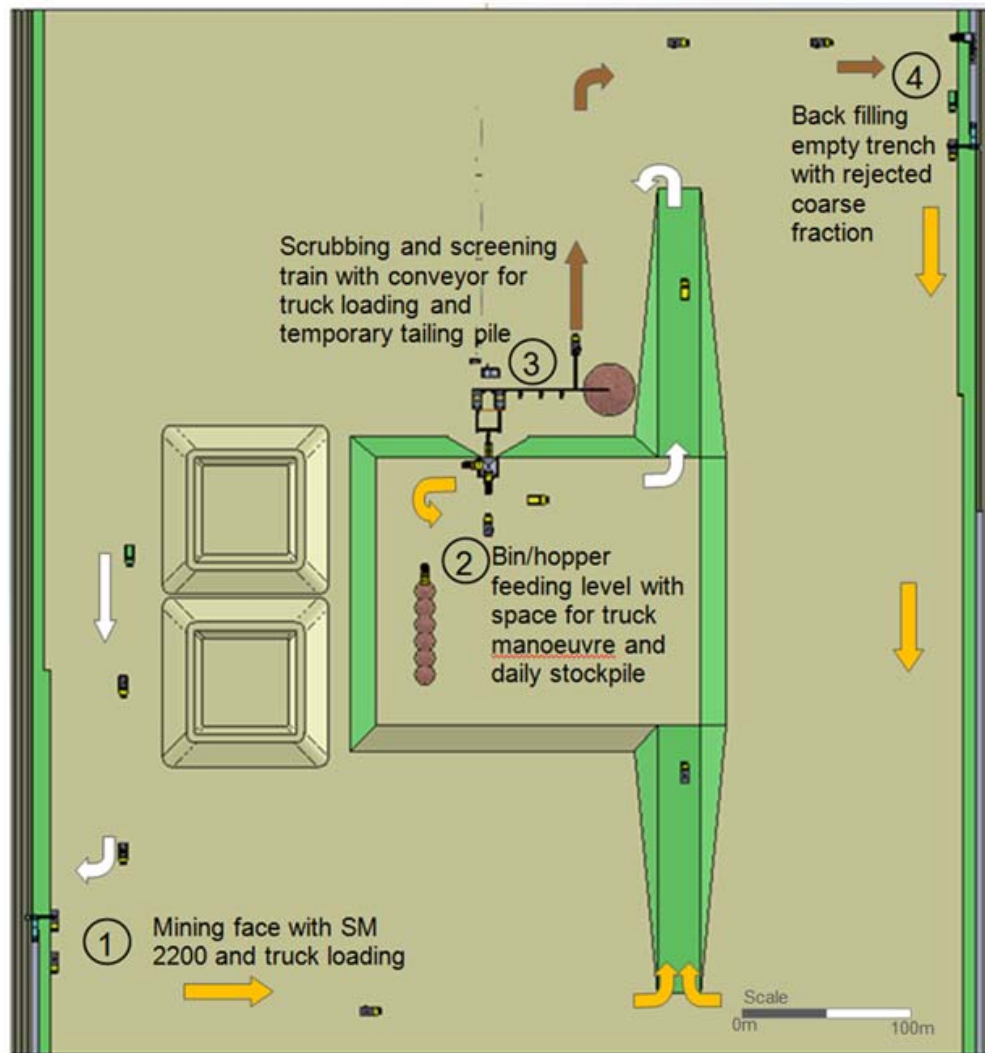 4
Back filling
empty trench
with rejected
coarse
fraction
Scrubbing and screening
train with conveyor for
truck loading and
temporary tailing pile
3
2
Bin/hopper
feeding level with
space for truck
manoeuvre and
daily stockpile
1
Mining face with SM
2200 and truck loading
Scale
0m 100m